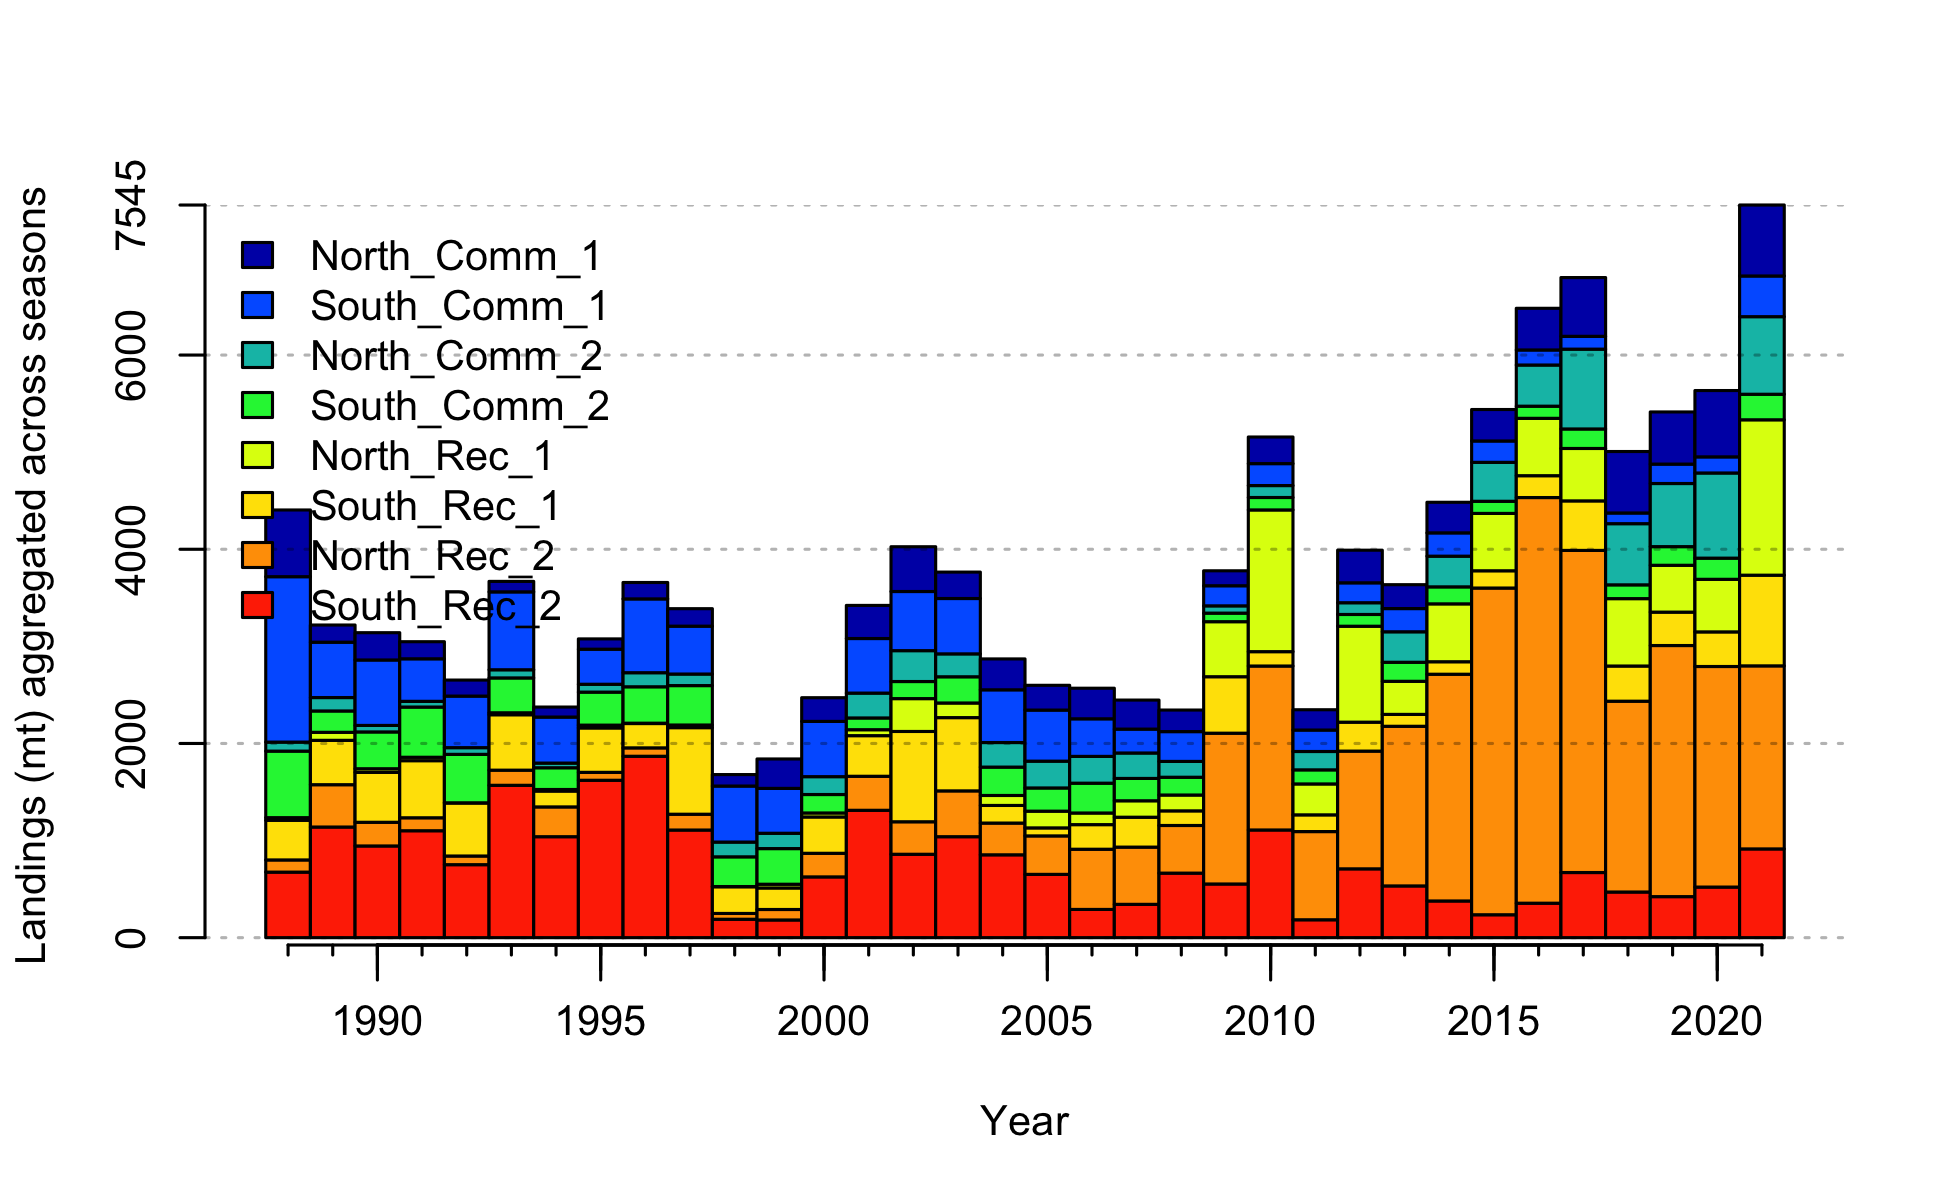 Landings (mt) aggregated across seasons
7545
6000
4000
2000
0
North_Comm_1
South_Comm_1
North_Comm_2
South_Comm_2
North_Rec_1
South_Rec_1
North_Rec_2
South_Rec_2
1990 1995 2000 2005 2010 2015 2020
Year